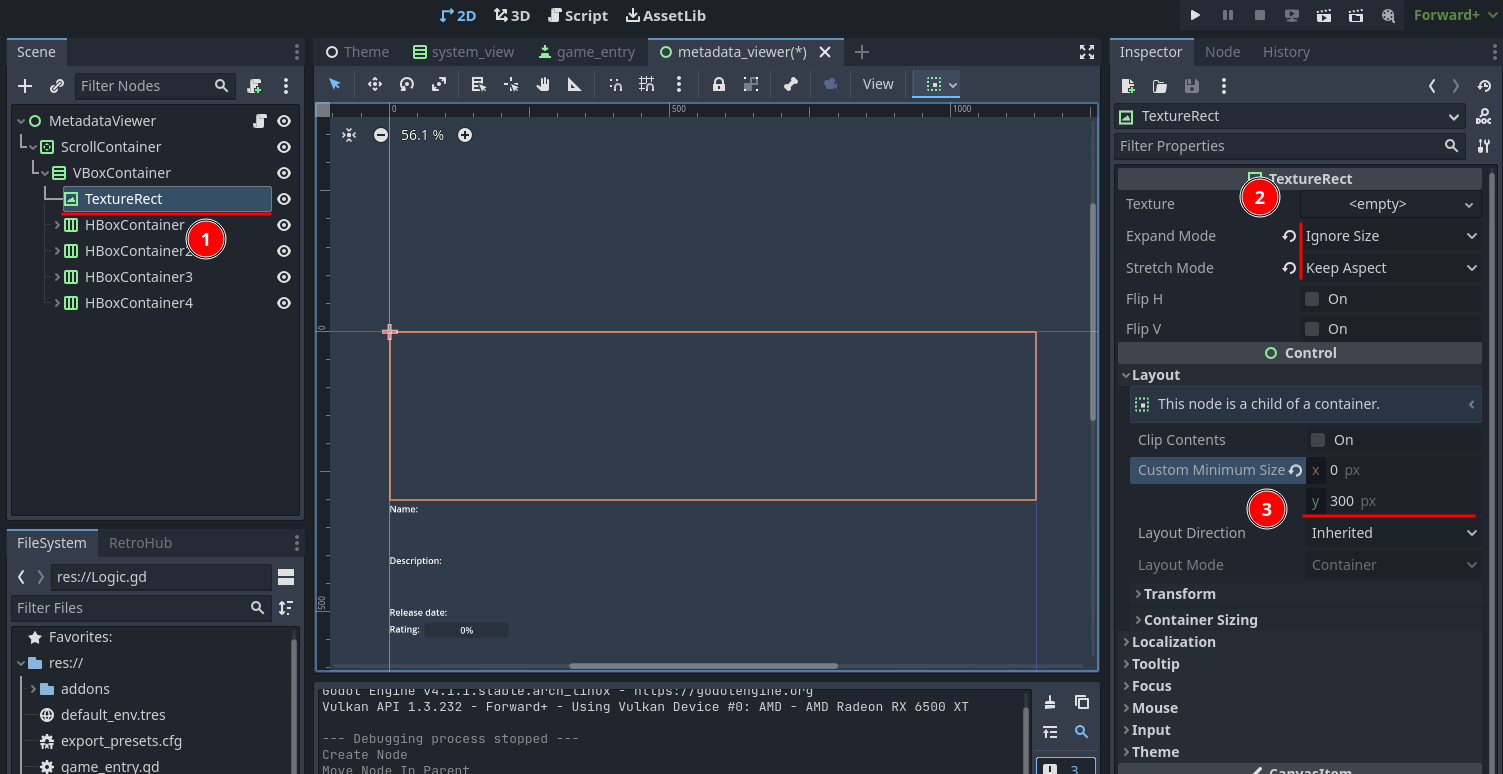 2D 3D Script AssetLib Forward+
Scene
Filter Nodes
MetadataViewer
ScrollContainer
VBoxContainer
TextureRect
HBoxContainer
1
HBoxContainer2
HBoxContainer3
HBoxContainer4
FileSystem RetroHub
res://Logic.gd
Filter Files
Favorites:
res://
addons
default_env.tres
export_presets.cfg
game_entry.gd
Theme system_view game_entry metadata_viewer(*)
View
0 500 1000
56.1 %
0
500
Name:
Description:
Release date:
Rating: 0%
Godot Engine v4.1.1.stable.arch_linux - https://godotengine.org
Vulkan API 1.3.232 - Forward+ - Using Vulkan Device #0: AMD - AMD Radeon RX 6500 XT
--- Debugging process stopped ---
Create Node
Move Node In Parent
3
Inspector Node History
TextureRect
Filter Properties
TextureRect
2
Texture <empty>
Expand Mode Ignore Size
Stretch Mode Keep Aspect
Flip H On
Flip V On
Control
Layout
This node is a child of a container.
Clip Contents On
Custom Minimum Size x 0 px
3
y 300 px
Layout Direction Inherited
Layout Mode Container
Transform
Container Sizing
Localization
Tooltip
Focus
Mouse
Input
Theme
CanvasItem